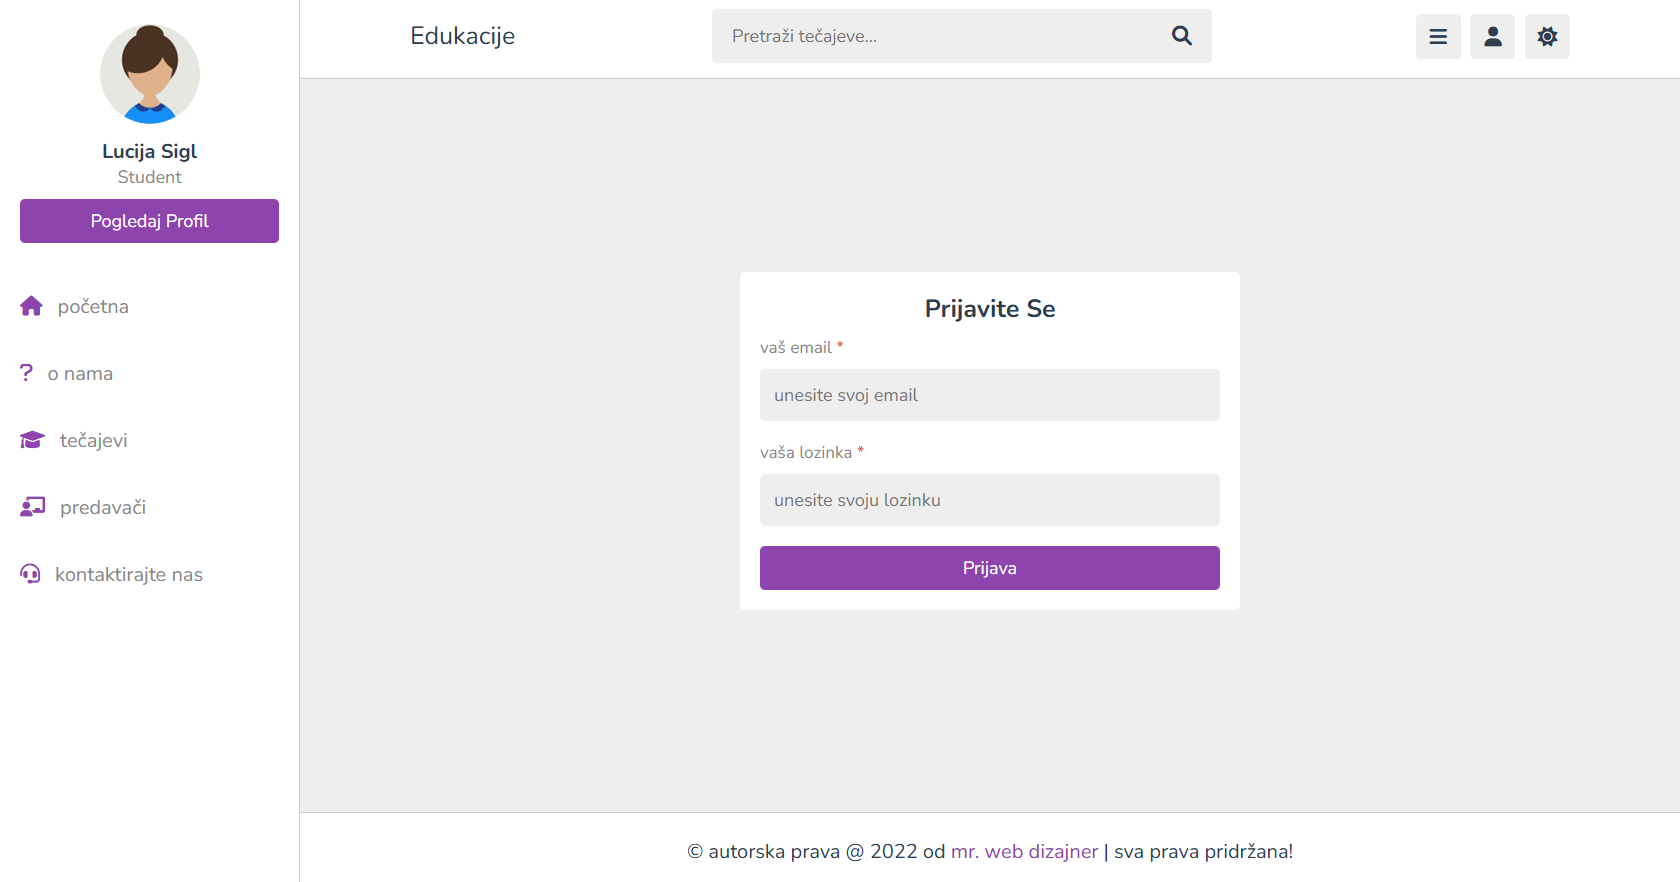 Lucija Sigl
Student
Pogledaj Profil
početna
o nama
tečajevi
predavači
kontaktirajte nas
Edukacije
Pretraži tečajeve...
Prijavite Se
vaš email *
unesite svoj email
vaša lozinka *
unesite svoju lozinku
Prijava
© autorska prava @ 2022 od mr. web dizajner | sva prava pridržana!